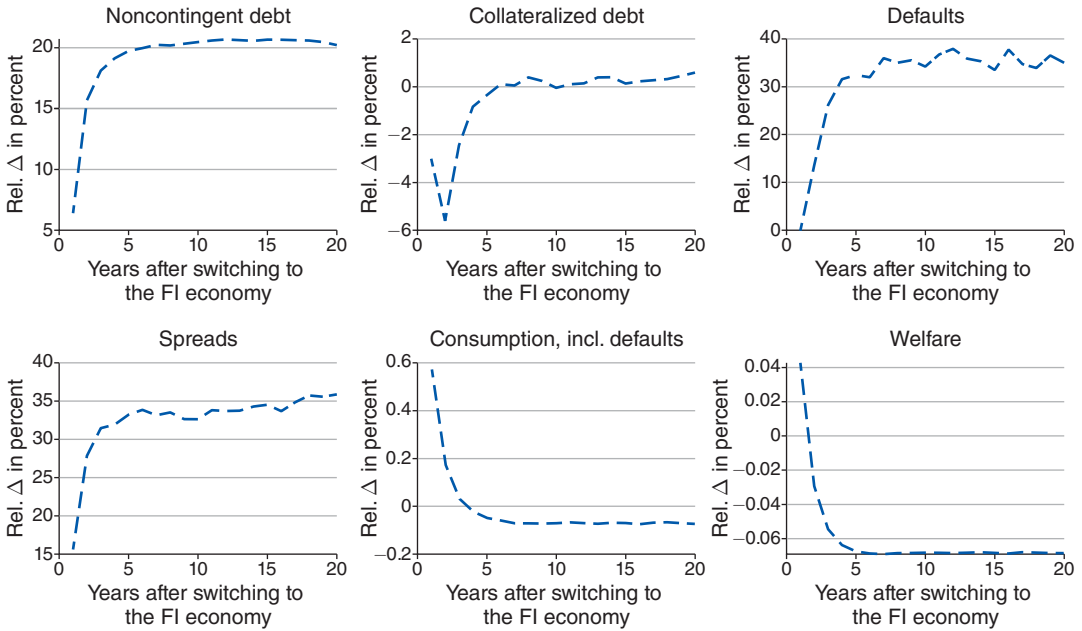 Noncontingent debt
Rel. Δ in percent
20
15
10
5
0 5 10 15 20
Years after switching to
the FI economy
Collateralized debt
Rel. Δ in percent
2
0
−2
−4
−6
0 5 10 15 20
Years after switching to
the FI economy
Defaults
Rel. Δ in percent
40
30
20
40
0
0 5 10 15 20
Years after switching to
the FI economy
Spreads
Rel. Δ in percent
40
35
30
25
20
15
0 5 10 15 20
Years after switching to
the FI economy
Consumption, incl. defaults
Rel. Δ in percent
0.6
0.4
0.2
0
−0.2
0 5 10 15 20
Years after switching to
the FI economy
Welfare
Rel. Δ in percent
0.04
0.02
0
−0.02
−0.04
−0.06
0 5 10 15 20
Years after switching to
the FI economy